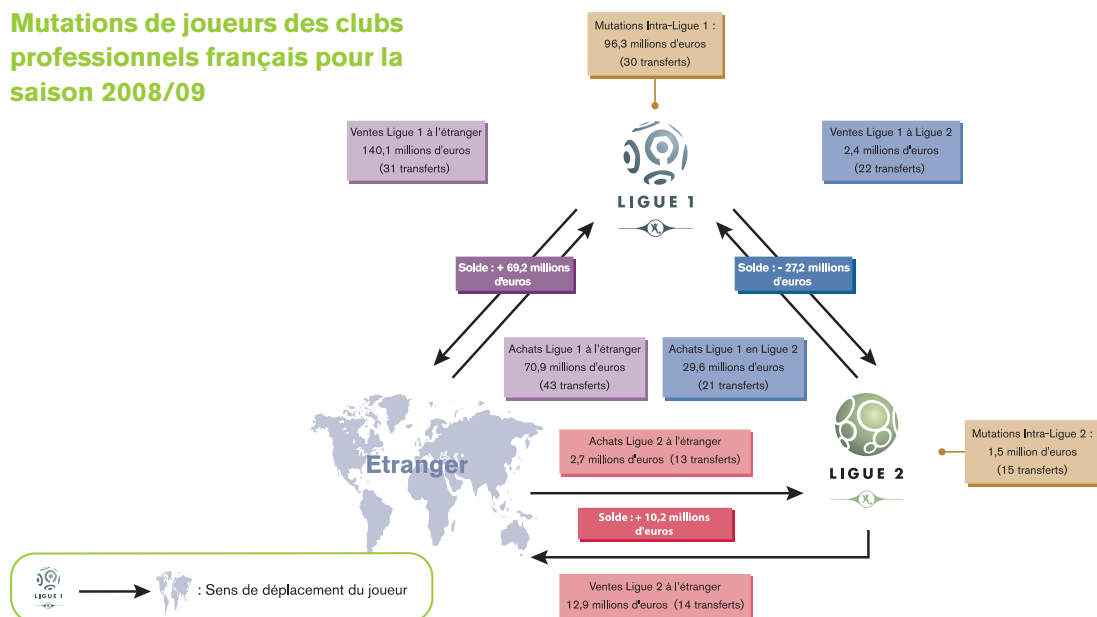 Mutations de joueurs des clubs
professionnels français pour la
saison 2008/09
Mutations Intra-Ligue 1 :
96,3 millions d'euros
(30 transferts)
Ventes Ligue 1 à l'étranger
140,1 millions d'euros
(31 transferts)
Ventes Ligue 1 à Ligue 2
2,4 millions d'euros
(22 transferts)
LIGUE 1
Solde : + 69,2 millions
d'euros
Solde : - 27,2 millions
d'euros
Achats Ligue 1 à l'étranger
70,9 millions d'euros
(43 transferts)
Achats Ligue 1 en Ligue 2
29,6 millions d'euros
(21 transferts)
Etranger
Achats Ligue 2 à l'étranger
2,7 millions d'euros (13 transferts)
LIGUE 2
Mutations Intra-Ligue 2 :
1,5 million d'euros
(15 transferts)
Solde : + 10,2 millions
d'euros
Ventes Ligue 2 à l'étranger
12,9 millions d'euros (14 transferts)
LIGUE 1
: Sens de déplacement du joueur